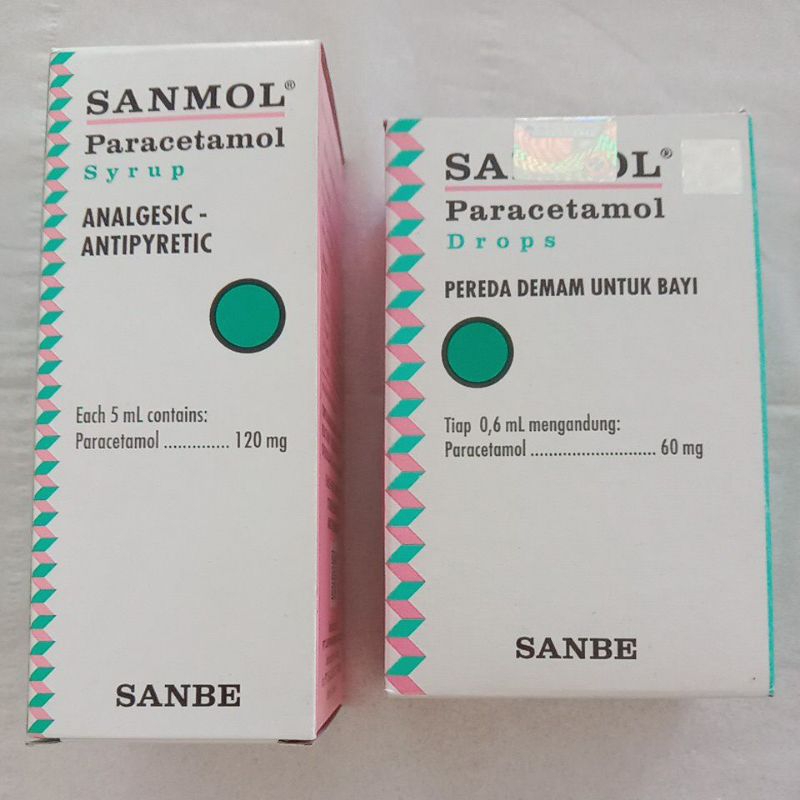 SANMOL®
Paracetamol
Syrup
ANALGESIC -
ANTIPYRETIC
Each 5 mL contains:
Paracetamol .............. 120 mg
SANBE
®
Paracetamol
Drops
PEREDA DEMAM UNTUK BAYI
Tiap 0,6 mL mengandung:
Paracetamol ........................... 60 mg
SANBE